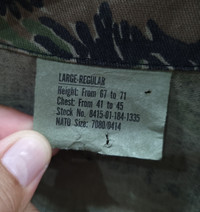 LARGE-REGULAR
Height: From 67 to 71
Chest: From 41 to 45
Stock No. 8415-01-184-1335
NATO Size: 7080/0414